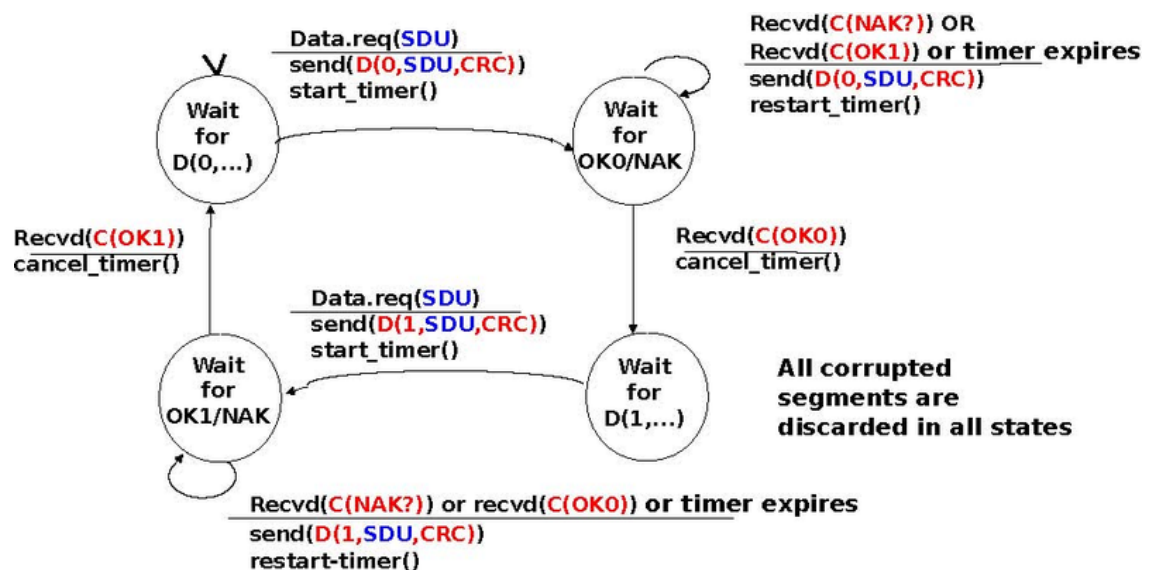 Data.req(SDU)
send(D(0,SDU,CRC))
start_timer()
Recvd(C(NAK?)) OR
Recvd(C(OK1)) or timer expires
send(D(0,SDU,CRC))
restart_timer()
Wait
for
D(0,...)
Wait
for
OK0/NAK
Recvd(C(OK1))
cancel_timer()
Recvd(C(OK0))
cancel_timer()
Data.req(SDU)
send(D(1,SDU,CRC))
start_timer()
Wait
for
OK1/NAK
Wait
for
D(1,...)
All corrupted
segments are
discarded in all states
Recvd(C(NAK?)) or recvd(C(OK0)) or timer expires
send(D(1,SDU,CRC))
restart-timer()